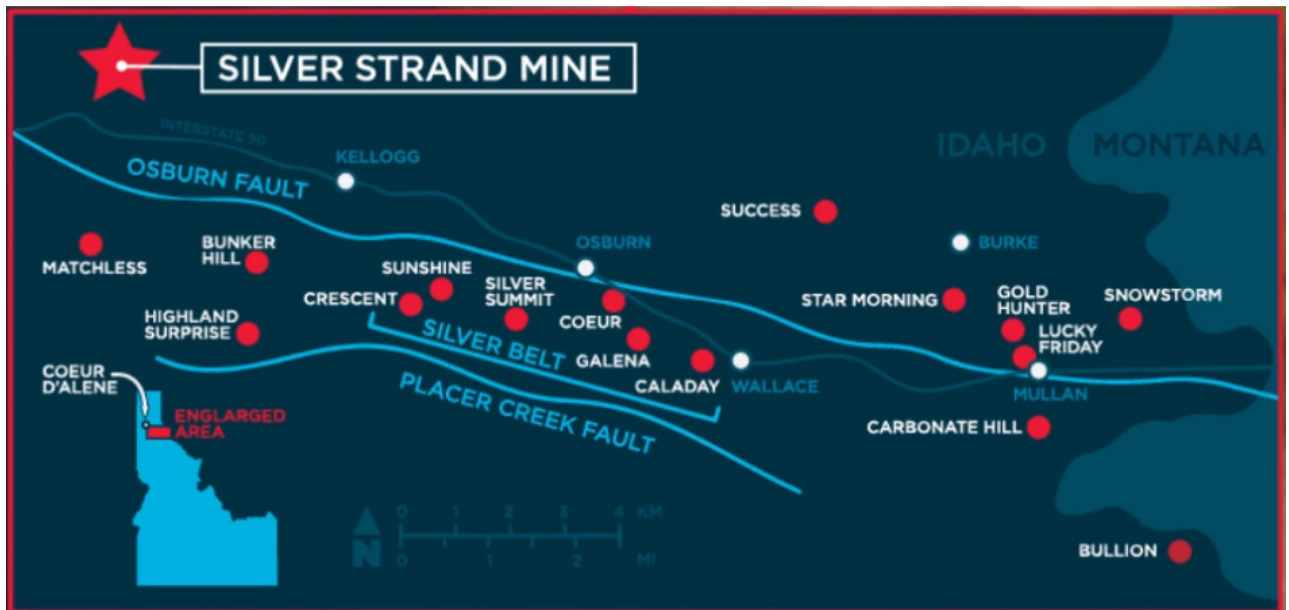 SILVER STRAND MINE
INTERSTATE 90
IDAHO
MONTANA
KELLOGG
OSBURN FAULT
SUCCESS
MATCHLESS
BUNKER
HILL
OSBURN
BURKE
SUNSHINE
CRESCENT
SILVER
SUMMIT
COEUR
STAR MORNING
GOLD
HUNTER
SNOWSTORM
HIGHLAND
SURPRISE
SILVER BELT
GALENA
LUCKY
FRIDAY
CALADAY
WALLACE
MULLAN
COEUR
D'ALENE
PLACER CREEK FAULT
ENGLARGED
AREA
CARBONATE HILL
N
0 1 2 3 4 KM
0 1 2 MI
BULLION